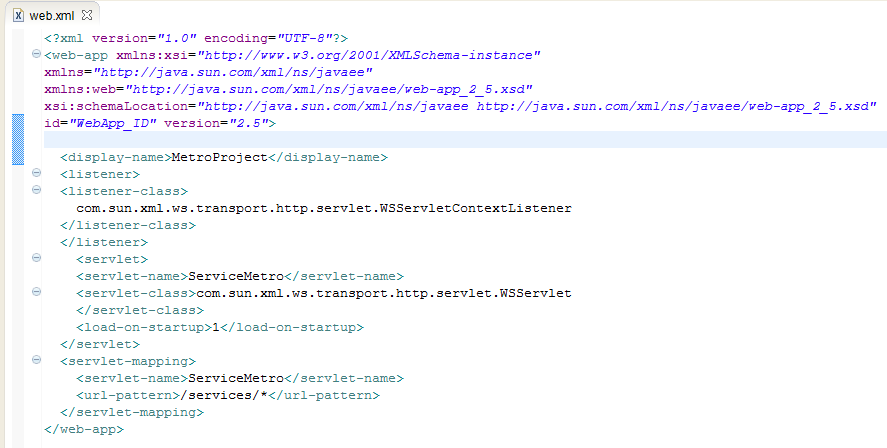 web.xml
<?xml version="1.0" encoding="UTF-8"?>
<web-app xmlns:xsi="http://www.w3.org/2001/XMLSchema-instance"
xmlns="http://java.sun.com/xml/ns/javaee"
xmlns:web="http://java.sun.com/xml/ns/javaee/web-app_2_5.xsd"
xsi:schemaLocation="http://java.sun.com/xml/ns/javaee http://java.sun.com/xml/ns/javaee/web-app_2_5.xsd"
id="WebApp_ID" version="2.5">
<display-name>MetroProject</display-name>
<listener>
<listener-class>
com.sun.xml.ws.transport.http.servlet.WSServletContextListener
</listener-class>
</listener>
<servlet>
<servlet-name>ServiceMetro</servlet-name>
<servlet-class>com.sun.xml.ws.transport.http.servlet.WSServlet
</servlet-class>
<load-on-startup>1</load-on-startup>
</servlet>
<servlet-mapping>
<servlet-name>ServiceMetro</servlet-name>
<url-pattern>/services/*</url-pattern>
</servlet-mapping>
</web-app>